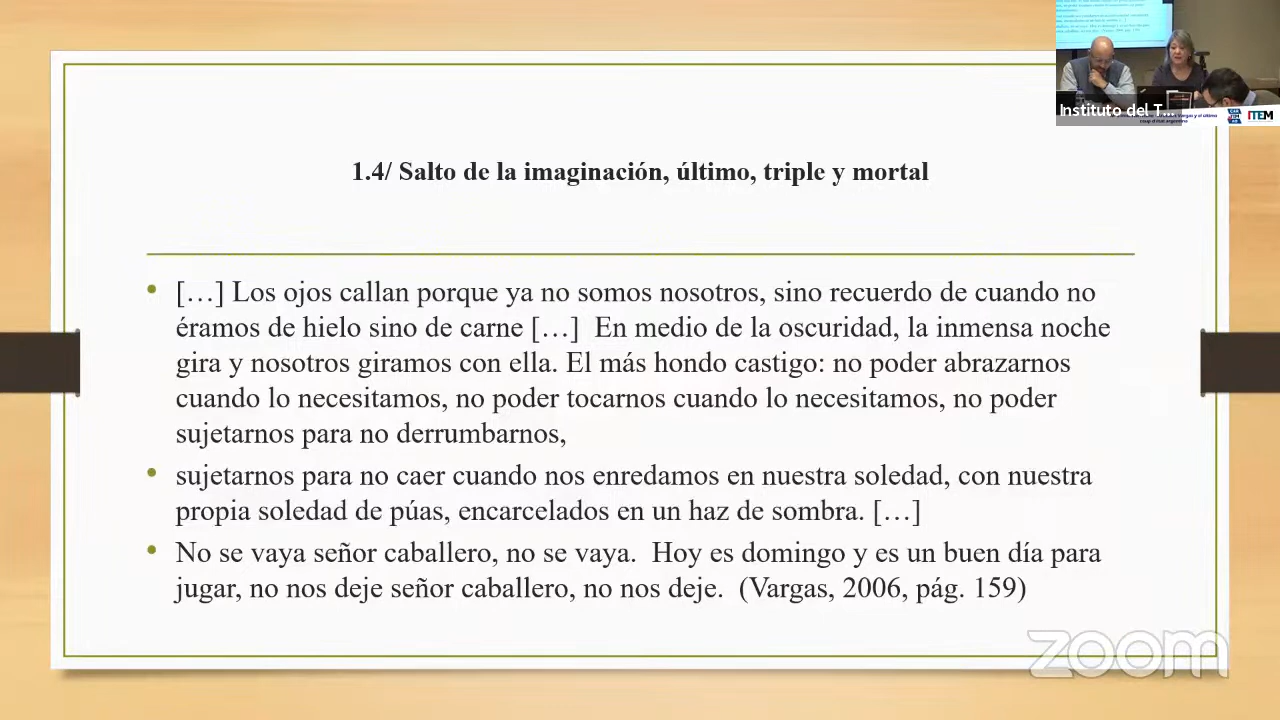 1.4/ Salto de la imaginación, último, triple y mortal
• […] Los ojos callan porque ya no somos nosotros, sino recuerdo de cuando no
éramos de hielo sino de carne […]  En medio de la oscuridad, la inmensa noche
gira y nosotros giramos con ella. El más hondo castigo: no poder abrazarnos
cuando lo necesitamos, no poder tocarnos cuando lo necesitamos, no poder
sujetarnos para no derrumbarnos,
• sujetarnos para no caer cuando nos enredamos en nuestra soledad, con nuestra
propia soledad de púas, encarcelados en un haz de sombra. […]
• No se vaya señor caballero, no se vaya.  Hoy es domingo y es un buen día para
jugar, no nos deje señor caballero, no nos deje.  (Vargas, 2006, pág. 159)
Instituto del T...
Vargas y el último
ITEM
zoom